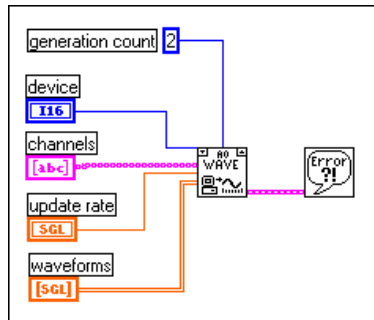 generation count 2
device
I16
channels
[abc]
update rate
SGL
waveforms
[SGL]
AO
WAVE
Error
?!